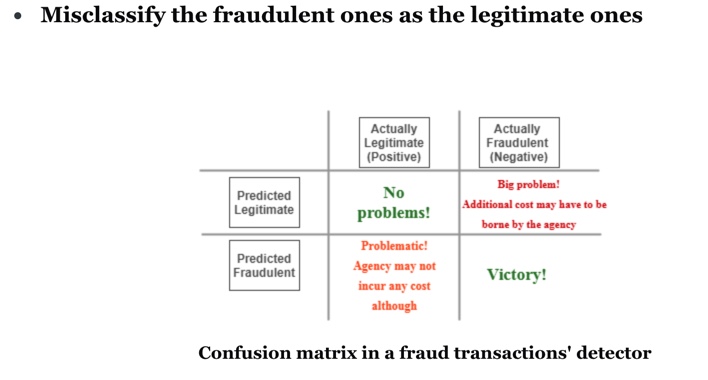 • Misclassify the fraudulent ones as the legitimate ones
Actually
Legitimate
(Positive)
Actually
Fraudulent
(Negative)
Predicted
Legitimate
No
problems!
Big problem!
Additional cost may have to be
borne by the agency
Predicted
Fraudulent
Problematic!
Agency may not
incur any cost
although
Victory!
Confusion matrix in a fraud transactions' detector